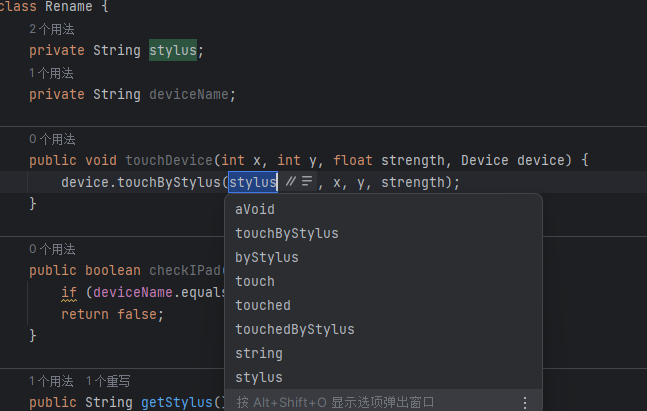 class Rename {
2个用法
private String stylus;
1个用法
private String deviceName;
0个用法
public void touchDevice(int x, int y, float strength, Device device) {
device.touchByStylus(stylus, x, y, strength);
}
aVoid
touchByStylus
byStylus
touch
touched
touchedByStylus
string
stylus
按 Alt+Shift+O 显示选项弹出窗口
0个用法
public boolean checkIPad(
if (deviceName.equals
return false;
}
1个用法 1个重写
public String getStylus()